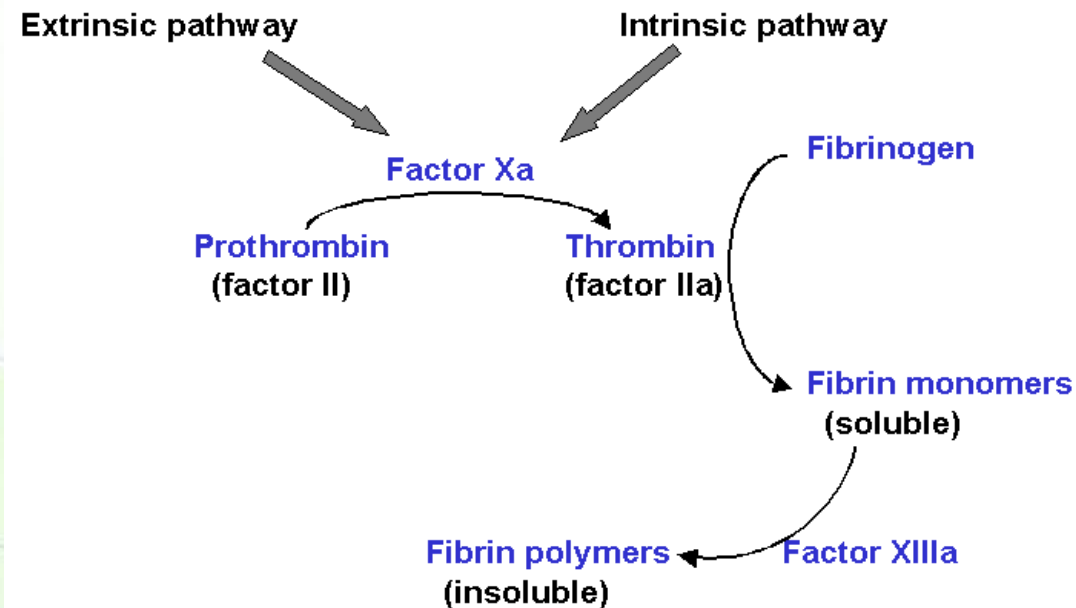 Extrinsic pathway
Intrinsic pathway
Factor Xa
Fibrinogen
Prothrombin
(factor II)
Thrombin
(factor IIa)
Fibrin monomers
(soluble)
Factor XIIIa
Fibrin polymers
(insoluble)